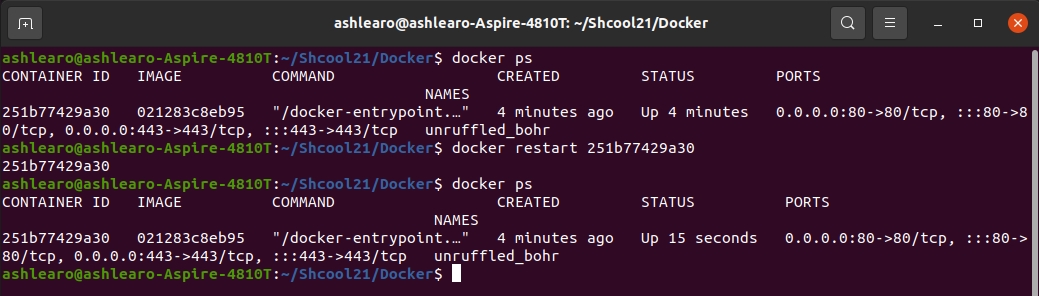 ashlearo@ashlearo-Aspire-4810T: ~/Shcool21/Docker
ashlearo@ashlearo-Aspire-4810T:~/Shcool21/Docker$ docker ps
CONTAINER ID   IMAGE          COMMAND                  CREATED         STATUS         PORTS
                                               NAMES
251b77429a30   021283c8eb95   "/docker-entrypoint.…"   4 minutes ago   Up 4 minutes   0.0.0.0:80->80/tcp, :::80->8
0/tcp, 0.0.0.0:443->443/tcp, :::443->443/tcp   unruffled_bohr
ashlearo@ashlearo-Aspire-4810T:~/Shcool21/Docker$ docker restart 251b77429a30
251b77429a30
ashlearo@ashlearo-Aspire-4810T:~/Shcool21/Docker$ docker ps
CONTAINER ID   IMAGE          COMMAND                  CREATED         STATUS          PORTS
                                                NAMES
251b77429a30   021283c8eb95   "/docker-entrypoint.…"   4 minutes ago   Up 15 seconds   0.0.0.0:80->80/tcp, :::80->
80/tcp, 0.0.0.0:443->443/tcp, :::443->443/tcp   unruffled_bohr
ashlearo@ashlearo-Aspire-4810T:~/Shcool21/Docker$